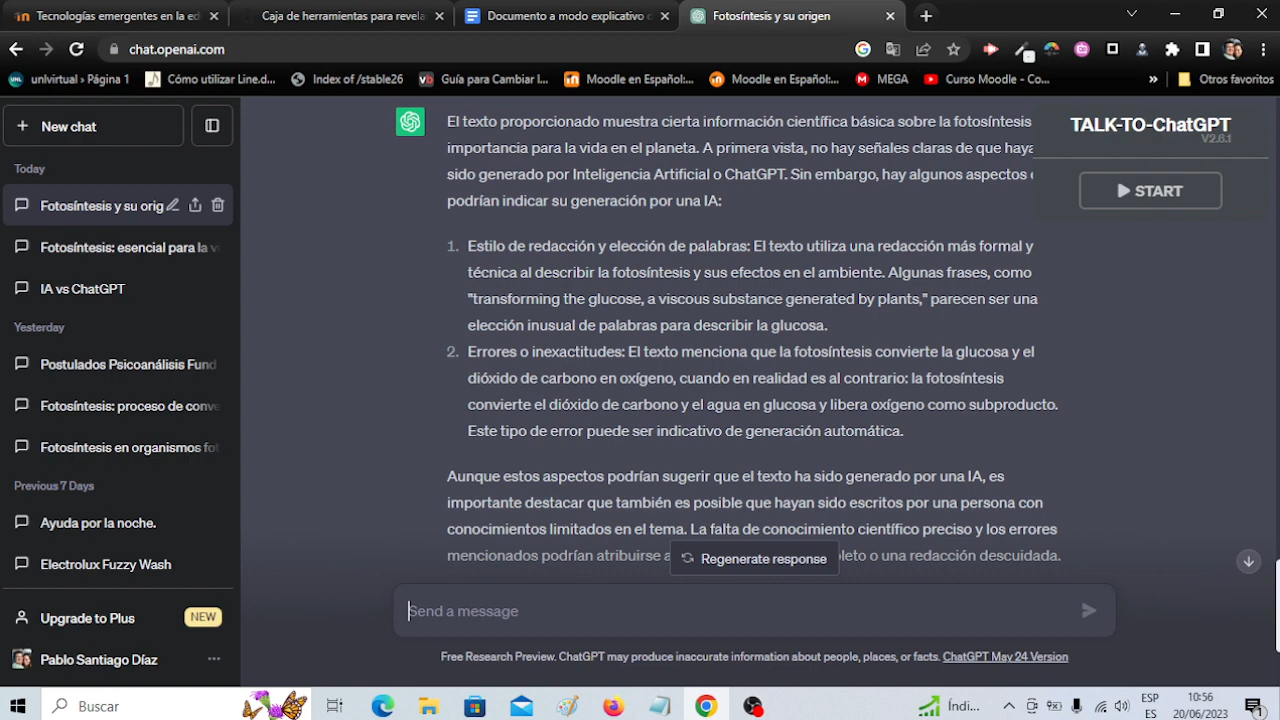 Tecnologías emergentes en la ed
Caja de herramientas para revela
Documento a modo explicativo c
Fotosíntesis y su origen
chat.openai.com
unlvirtual › Página 1
Cómo utilizar Line.d...
Index of /stable26
Guía para Cambiar l...
Moodle en Español:...
Moodle en Español:...
MEGA
Curso Moodle - Co...
Otros favoritos
New chat
Today
Fotosíntesis y su orig
Fotosíntesis: esencial para la v
IA vs ChatGPT
Yesterday
Postulados Psicoanálisis Fund
Fotosíntesis: proceso de conve
Fotosíntesis en organismos fot
Previous 7 Days
Ayuda por la noche.
Electrolux Fuzzy Wash
Upgrade to Plus
NEW
Pablo Santiago Díaz
El texto proporcionado muestra cierta información científica básica sobre la fotosíntesis
importancia para la vida en el planeta. A primera vista, no hay señales claras de que haya
sido generado por Inteligencia Artificial o ChatGPT. Sin embargo, hay algunos aspectos
podrían indicar su generación por una IA:
1. Estilo de redacción y elección de palabras: El texto utiliza una redacción más formal y
técnica al describir la fotosíntesis y sus efectos en el ambiente. Algunas frases, como
"transforming the glucose, a viscous substance generated by plants," parecen ser una
elección inusual de palabras para describir la glucosa.
2. Errores o inexactitudes: El texto menciona que la fotosíntesis convierte la glucosa y el
dióxido de carbono en oxígeno, cuando en realidad es al contrario: la fotosíntesis
convierte el dióxido de carbono y el agua en glucosa y libera oxígeno como subproducto.
Este tipo de error puede ser indicativo de generación automática.
Aunque estos aspectos podrían sugerir que el texto ha sido generado por una IA, es
importante destacar que también es posible que hayan sido escritos por una persona con
conocimientos limitados en el tema. La falta de conocimiento científico preciso y los errores
mencionados podrían atribuirse a
leto o una redacción descuidada.
TALK-TO-ChatGPT
V2.6.1
START
Regenerate response
Send a message
Free Research Preview. ChatGPT may produce inaccurate information about people, places, or facts. ChatGPT May 24 Version
Buscar
Índi...
ESP
ES
10:56
20/06/2023
1